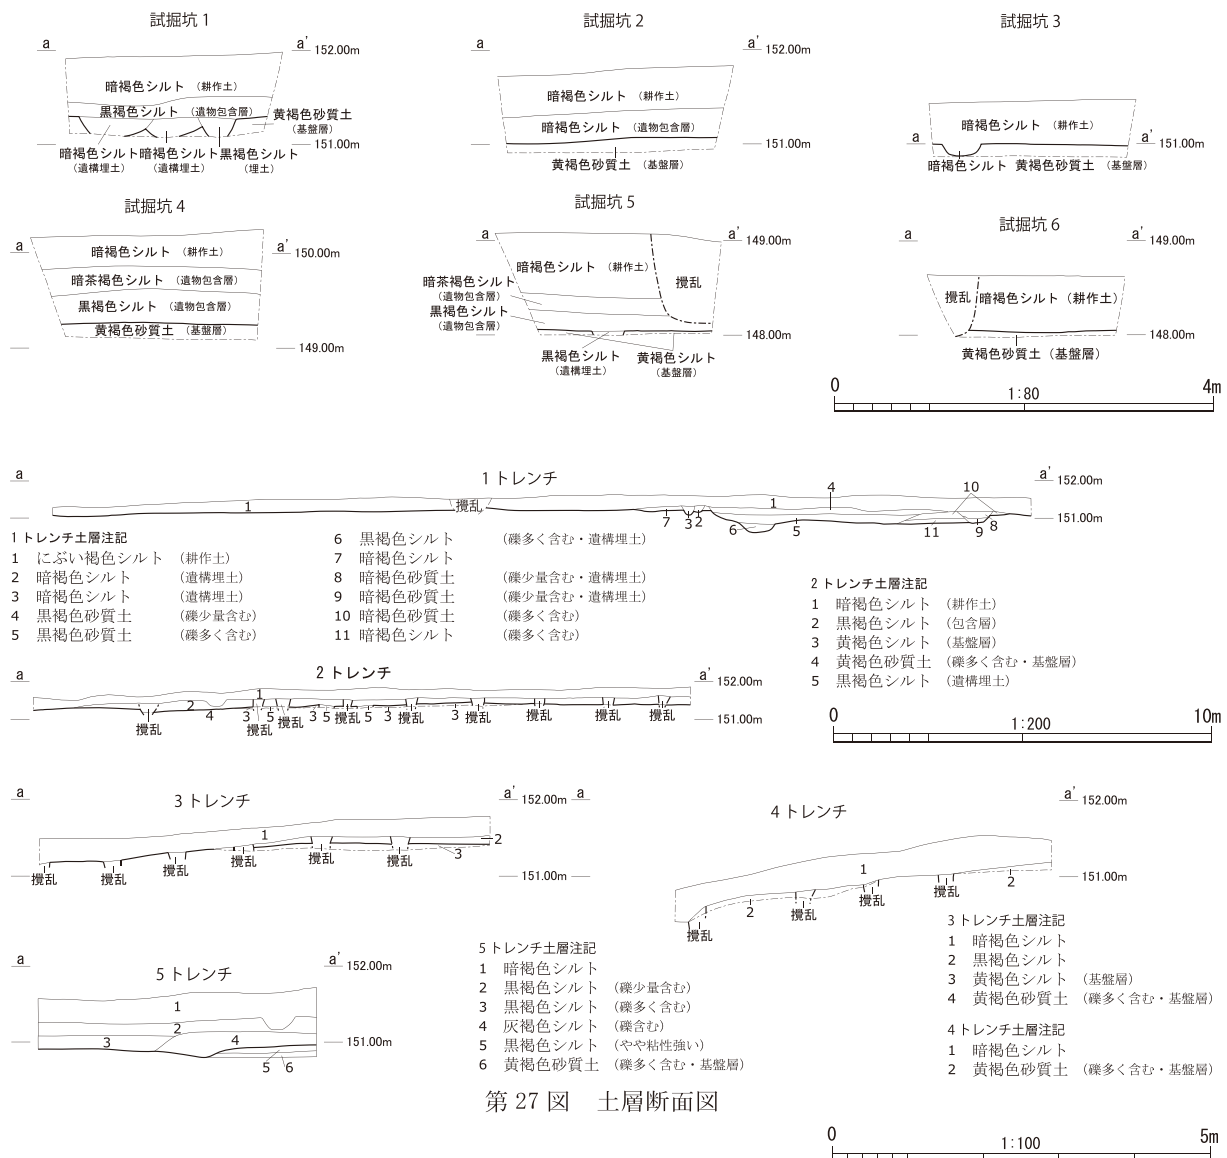 試掘坑 1
a
a'
152.00m
暗褐色シルト （耕作土）
黒褐色シルト （遺物包含層）
黄褐色砂質土
（基盤層）
151.00m
暗褐色シルト
（遺構埋土）
暗褐色シルト
（遺構埋土）
黒褐色シルト
（埋土）
試掘坑 2
a
a'
152.00m
暗褐色シルト （耕作土）
暗褐色シルト （遺物包含層）
151.00m
黄褐色砂質土 （基盤層）
試掘坑 3
152.00m
暗褐色シルト （耕作土）
a
a'
151.00m
暗褐色シルト 黄褐色砂質土 （基盤層）
試掘坑 4
a
a'
150.00m
暗褐色シルト （耕作土）
暗茶褐色シルト （遺物包含層）
黒褐色シルト （遺物包含層）
黄褐色砂質土 （基盤層）
149.00m
試掘坑 5
a
a'
149.00m
暗褐色シルト （耕作土）
攪乱
暗茶褐色シルト
（遺物包含層）
黒褐色シルト
（遺物包含層）
148.00m
黒褐色シルト
（遺構埋土）
黄褐色シルト
（基盤層）
試掘坑 6
a
a'
149.00m
攪乱
暗褐色シルト （耕作土）
148.00m
黄褐色砂質土 （基盤層）
0
1:80
4m
1 トレンチ
a
a'
152.00m
151.00m
1
攪乱
7
3
2
6
1
5
4
10
11
9
8
1 トレンチ土層注記
1 にぶい褐色シルト （耕作土）
2 暗褐色シルト （遺構埋土）
3 暗褐色シルト （遺構埋土）
4 黒褐色砂質土 （礫少量含む）
5 黒褐色砂質土 （礫多く含む）
6 黒褐色シルト （礫多く含む・遺構埋土）
7 暗褐色シルト
8 暗褐色砂質土 （礫少量含む・遺構埋土）
9 暗褐色砂質土 （礫少量含む・遺構埋土）
10 暗褐色砂質土 （礫多く含む）
11 暗褐色シルト （礫多く含む）
2 トレンチ土層注記
1 暗褐色シルト （耕作土）
2 黒褐色シルト （包含層）
3 黄褐色シルト （基盤層）
4 黄褐色砂質土 （礫多く含む・基盤層）
5 黒褐色シルト （遺構埋土）
2 トレンチ
a
a'
152.00m
151.00m
1
2
4
3
5
3
5
5
3
3
攪乱
攪乱
攪乱
攪乱
攪乱
攪乱
攪乱
攪乱
攪乱
0
1:200
10m
3 トレンチ
a
a'
152.00m
151.00m
1
2
3
攪乱
攪乱
攪乱
攪乱
攪乱
攪乱
4 トレンチ
a
a'
152.00m
151.00m
1
2
2
攪乱
攪乱
攪乱
攪乱
3 トレンチ土層注記
1 暗褐色シルト
2 黒褐色シルト
3 黄褐色シルト （基盤層）
4 黄褐色砂質土 （礫多く含む・基盤層）
4 トレンチ土層注記
1 暗褐色シルト
2 黄褐色砂質土 （礫多く含む・基盤層）
5 トレンチ
a
a'
152.00m
151.00m
1
2
3
4
5
6
5 トレンチ土層注記
1 暗褐色シルト
2 黒褐色シルト （礫少量含む）
3 黒褐色シルト （礫多く含む）
4 灰褐色シルト （礫含む）
5 黒褐色シルト （やや粘性強い）
6 黄褐色砂質土 （礫多く含む・基盤層）
第 27 図　土層断面図
0
1:100
5m